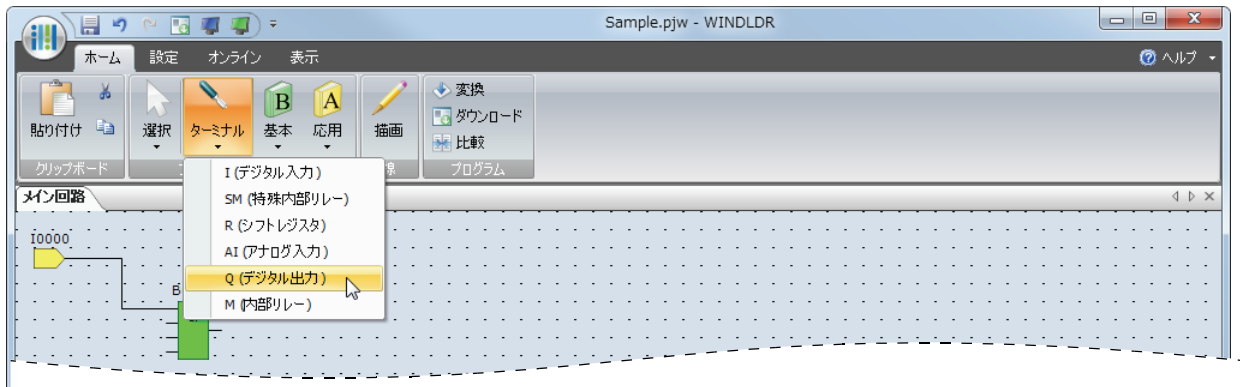 Sample.pjw - WINDLDR
ホーム 設定 オンライン 表示 ヘルプ
貼り付け 選択 ターミナル B 基本 A 応用 描画 変換
ダウンロード
比較
クリップボード 線 プログラム
I (デジタル入力)
SM (特殊内部リレー)
R (シフトレジスタ)
AI (アナログ入力)
Q (デジタル出力)
M (内部リレー)
メイン回路
I0000
B